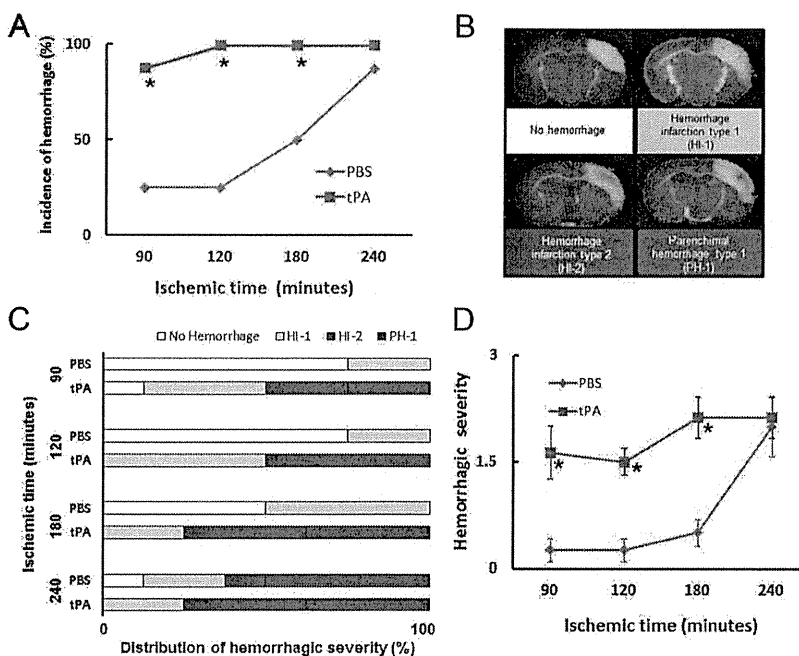 A
Incidence of hemorrhage (%)
100
50
0
*
*
*
PBS
tPA
90
120
180
240
Ischemic time (minutes)
B
No hemorrhage
Hemorrhage
infarction type 1
(HI-1)
Hemorrhage
infarction type 2
(HI-2)
Parenchimal
hemorrhage type 1
(PH-1)
C
No Hemorrhage
HI-1
HI-2
PH-1
Ischemic time (minutes)
90
PBS
tPA
120
PBS
tPA
180
PBS
tPA
240
PBS
tPA
0
100
Distribution of hemorrhagic severity (%)
D
Hemorrhagic severity
3
1.5
0
PBS
tPA
*
*
*
90
120
180
240
Ischemic time (minutes)